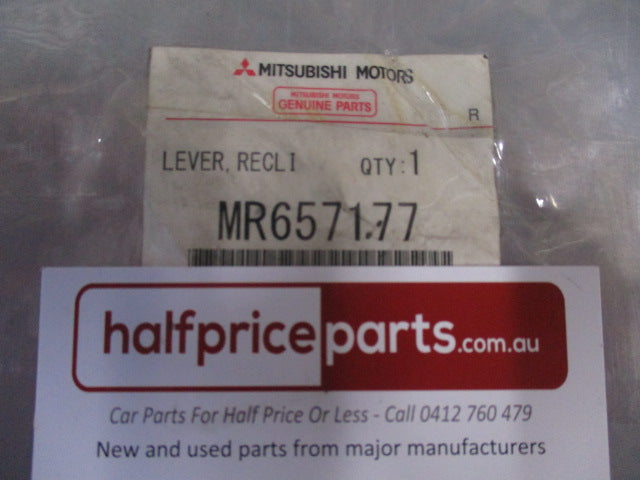 MITSUBISHI MOTORS
MITSUBISHI MOTORS
GENUINE PARTS
R
LEVER, RECLI QTY:1
MR657177
halfpriceparts.com.au
Car Parts For Half Price Or Less - Call 0412 760 479
New and used parts from major manufacturers